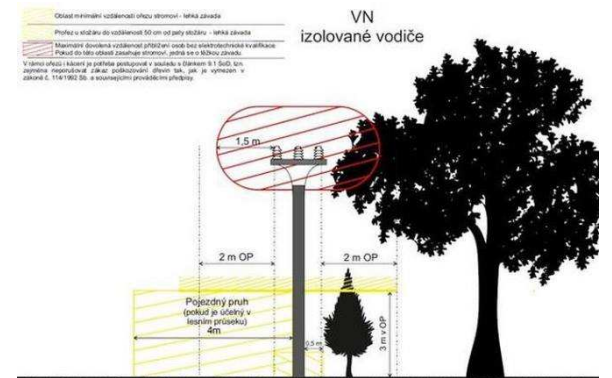 Oblast minimální vzdálenosti ořezu stromoví - lehká závada
Prořez u stožáru do vzdálenosti 50 cm od paty stožáru - lehká závada
Maximální dovolená vzdálenost přiblížení osob bez elektrotechnické kvalifikace
Pokud do této oblasti zasahuje stromoví, jedná se o těžkou závadu.
V rámci ořezů i kácení je potřeba postupovat v souladu s článkem 9.1 SoD, tzn.
zejména neporušovat zákaz poškozování dřevin tak, jak je vymezen v
zákoně č. 114/1992 Sb. a souvisejícími prováděcími předpisy.
VN
izolované vodiče
1,5 m
2 m OP
2 m OP
Pojezdný pruh
(pokud je účelný v
lesním průseku)
4m
0,5 m
3 m v OP